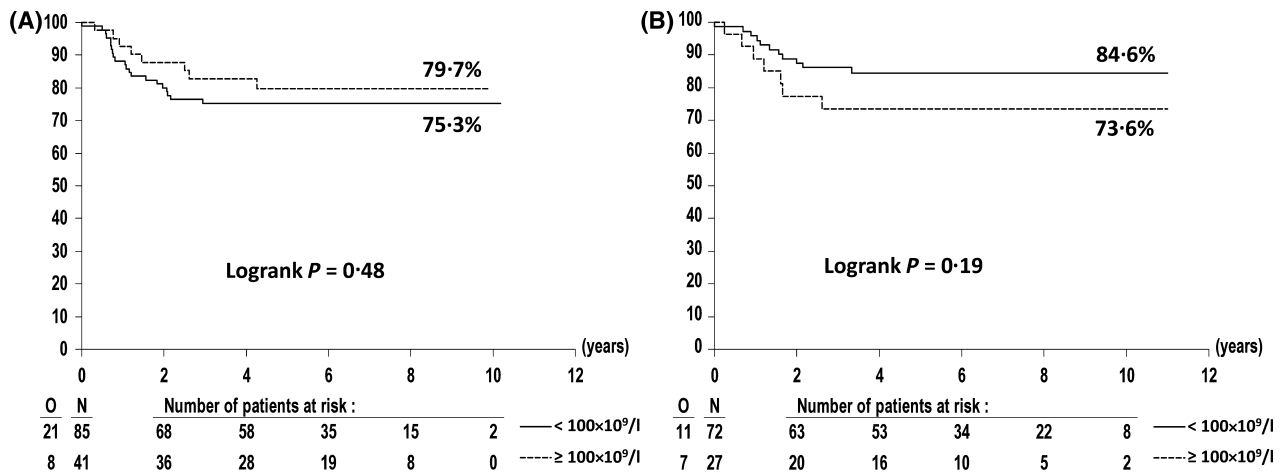 (A)
100
90
80
70
60
50
40
30
20
10
0
79·7%
75·3%
Logrank P = 0·48
(years)
0 2 4 6 8 10 12
O N Number of patients at risk :
21 85 68 58 35 15 2 < 100×10⁹/l
8 41 36 28 19 8 0 ≥ 100×10⁹/l
(B)
100
90
80
70
60
50
40
30
20
10
0
84·6%
73·6%
Logrank P = 0·19
(years)
0 2 4 6 8 10 12
O N Number of patients at risk :
11 72 63 53 34 22 8 < 100×10⁹/l
7 27 20 16 10 5 2 ≥ 100×10⁹/l